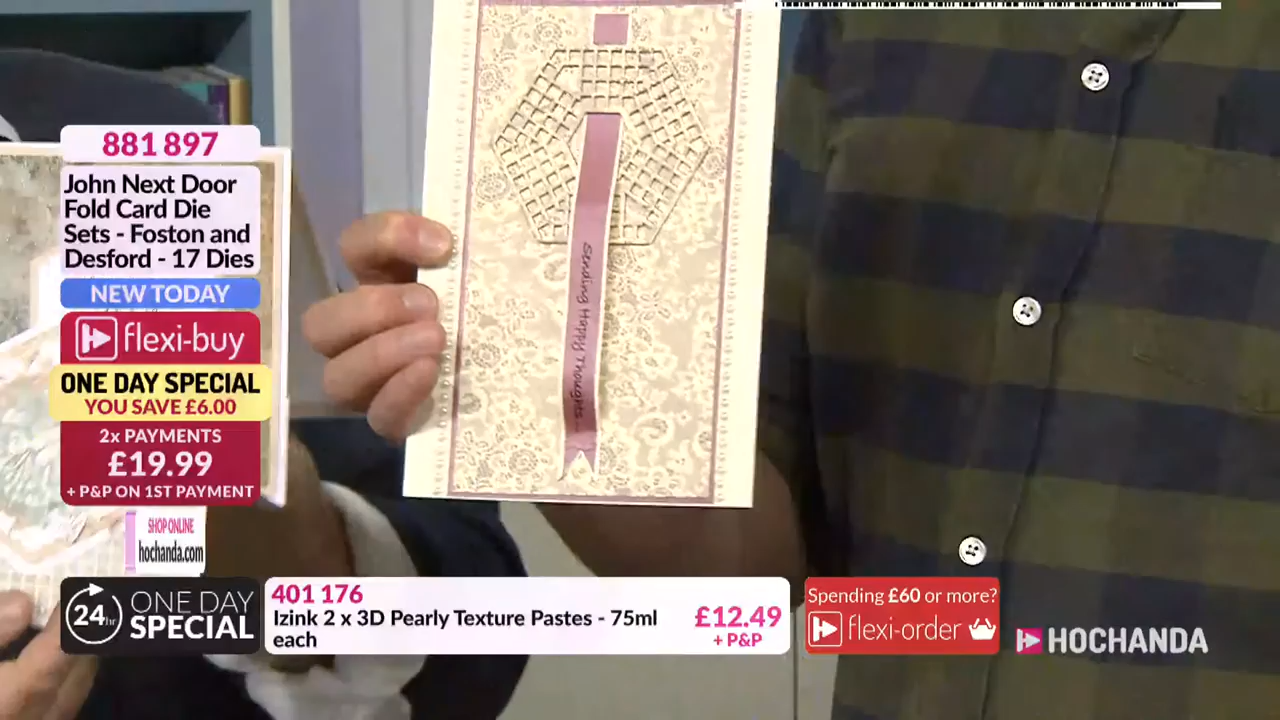 881 897
John Next Door
Fold Card Die
Sets - Foston and
Desford - 17 Dies
NEW TODAY
flexi-buy
ONE DAY SPECIAL
YOU SAVE £6.00
2x PAYMENTS
£19.99
+ P&P ON 1ST PAYMENT
SHOP ONLINE
hochanda.com
Sending Happy Thoughts...
24hr
ONE DAY
SPECIAL
401 176
Izink 2 x 3D Pearly Texture Pastes - 75ml
each
£12.49
+ P&P
Spending £60 or more?
flexi-order
HOCHANDA